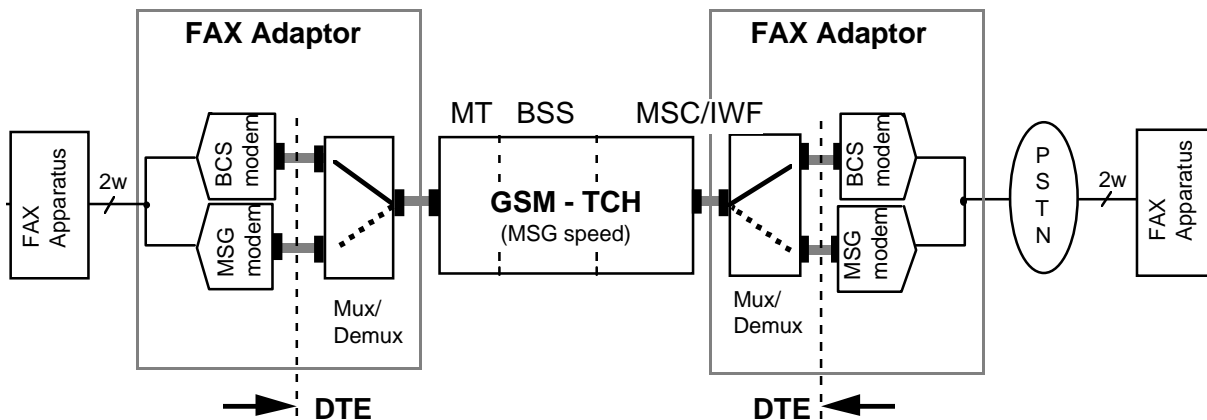 FAX Adaptor
FAX Adaptor
MT
BSS
MSC/IWF
FAX
Apparatus
2w
BCS
modem
MSG
modem
Mux/
Demux
GSM - TCH
(MSG speed)
Mux/
Demux
BCS
modem
MSG
modem
P
S
T
N
2w
FAX
Apparatus
DTE
DTE